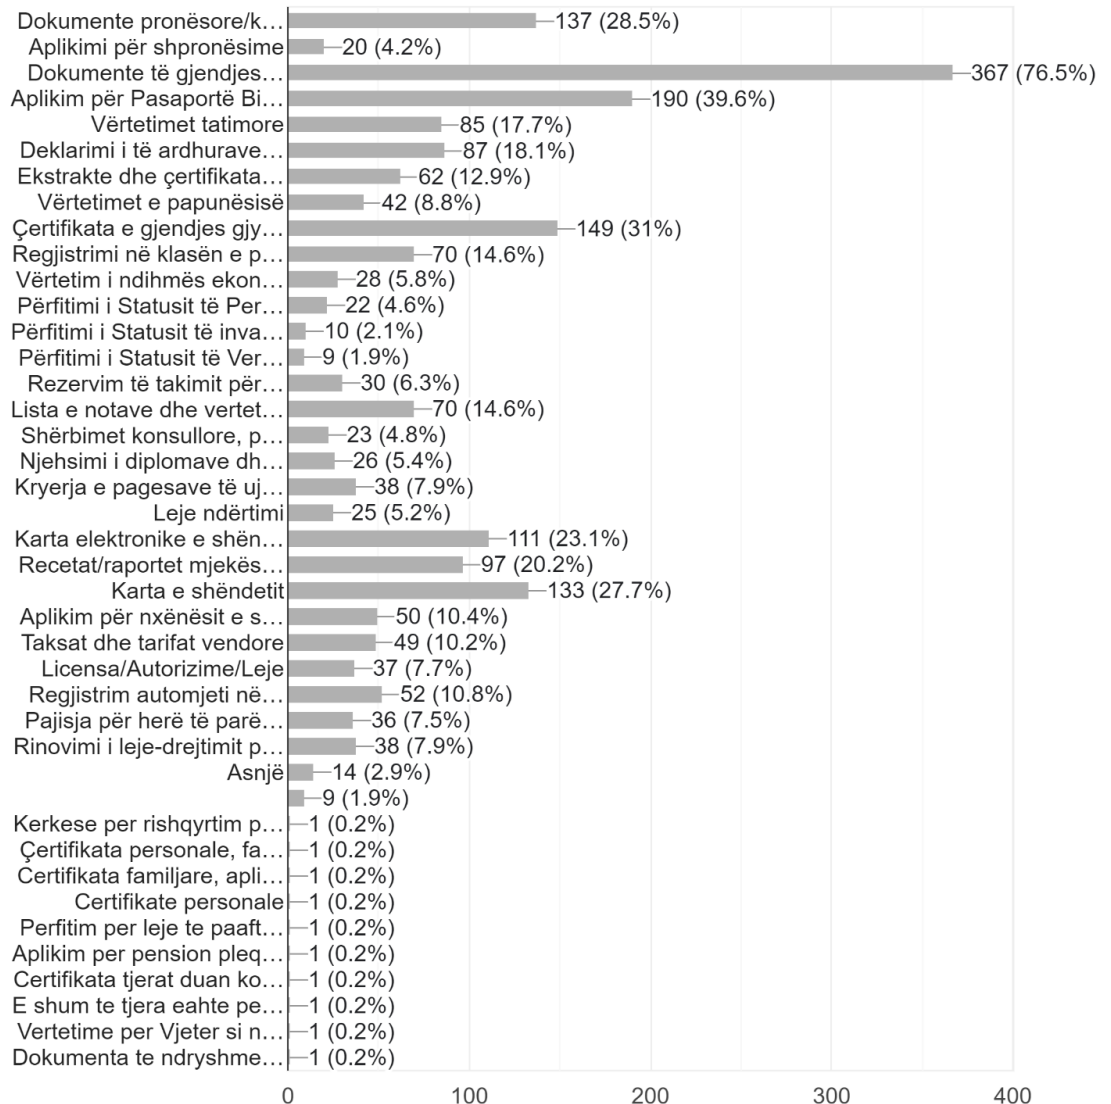 Dokumente pronësore/k… 137 (28.5%)
Aplikimi për shpronësime 20 (4.2%)
Dokumente të gjendjes… 367 (76.5%)
Aplikim për Pasaportë Bi… 190 (39.6%)
Vërtetimet tatimore 85 (17.7%)
Deklarimi i të ardhurave… 87 (18.1%)
Ekstrakte dhe çertifikata… 62 (12.9%)
Vërtetimet e papunësisë 42 (8.8%)
Çertifikata e gjendjes gjy… 149 (31%)
Regjistrimi në klasën e p… 70 (14.6%)
Vërtetim i ndihmës ekon… 28 (5.8%)
Përfitimi i Statusit të Per… 22 (4.6%)
Përfitimi i Statusit të inva… 10 (2.1%)
Përfitimi i Statusit të Ver… 9 (1.9%)
Rezervim të takimit për… 30 (6.3%)
Lista e notave dhe vertet… 70 (14.6%)
Shërbimet konsullore, p… 23 (4.8%)
Njehsimi i diplomave dh… 26 (5.4%)
Kryerja e pagesave të uj… 38 (7.9%)
Leje ndërtimi 25 (5.2%)
Karta elektronike e shën… 111 (23.1%)
Recetat/raportet mjekës… 97 (20.2%)
Karta e shëndetit 133 (27.7%)
Aplikim për nxënësit e s… 50 (10.4%)
Taksat dhe tarifat vendore 49 (10.2%)
Licensa/Autorizime/Leje 37 (7.7%)
Regjistrim automjeti në… 52 (10.8%)
Pajisja për herë të parë… 36 (7.5%)
Rinovimi i leje-drejtimit p… 38 (7.9%)
Asnjë 14 (2.9%)
9 (1.9%)
Kerkese per rishqyrtim p… 1 (0.2%)
Çertifikata personale, fa… 1 (0.2%)
Certifikata familjare, apli… 1 (0.2%)
Certifikate personale 1 (0.2%)
Perfitim per leje te paaft… 1 (0.2%)
Aplikim per pension pleq… 1 (0.2%)
Certifikata tjerat duan ko… 1 (0.2%)
E shum te tjera eahte pe… 1 (0.2%)
Vertetime per Vjeter si n… 1 (0.2%)
Dokumenta te ndryshme… 1 (0.2%)
0 100 200 300 400